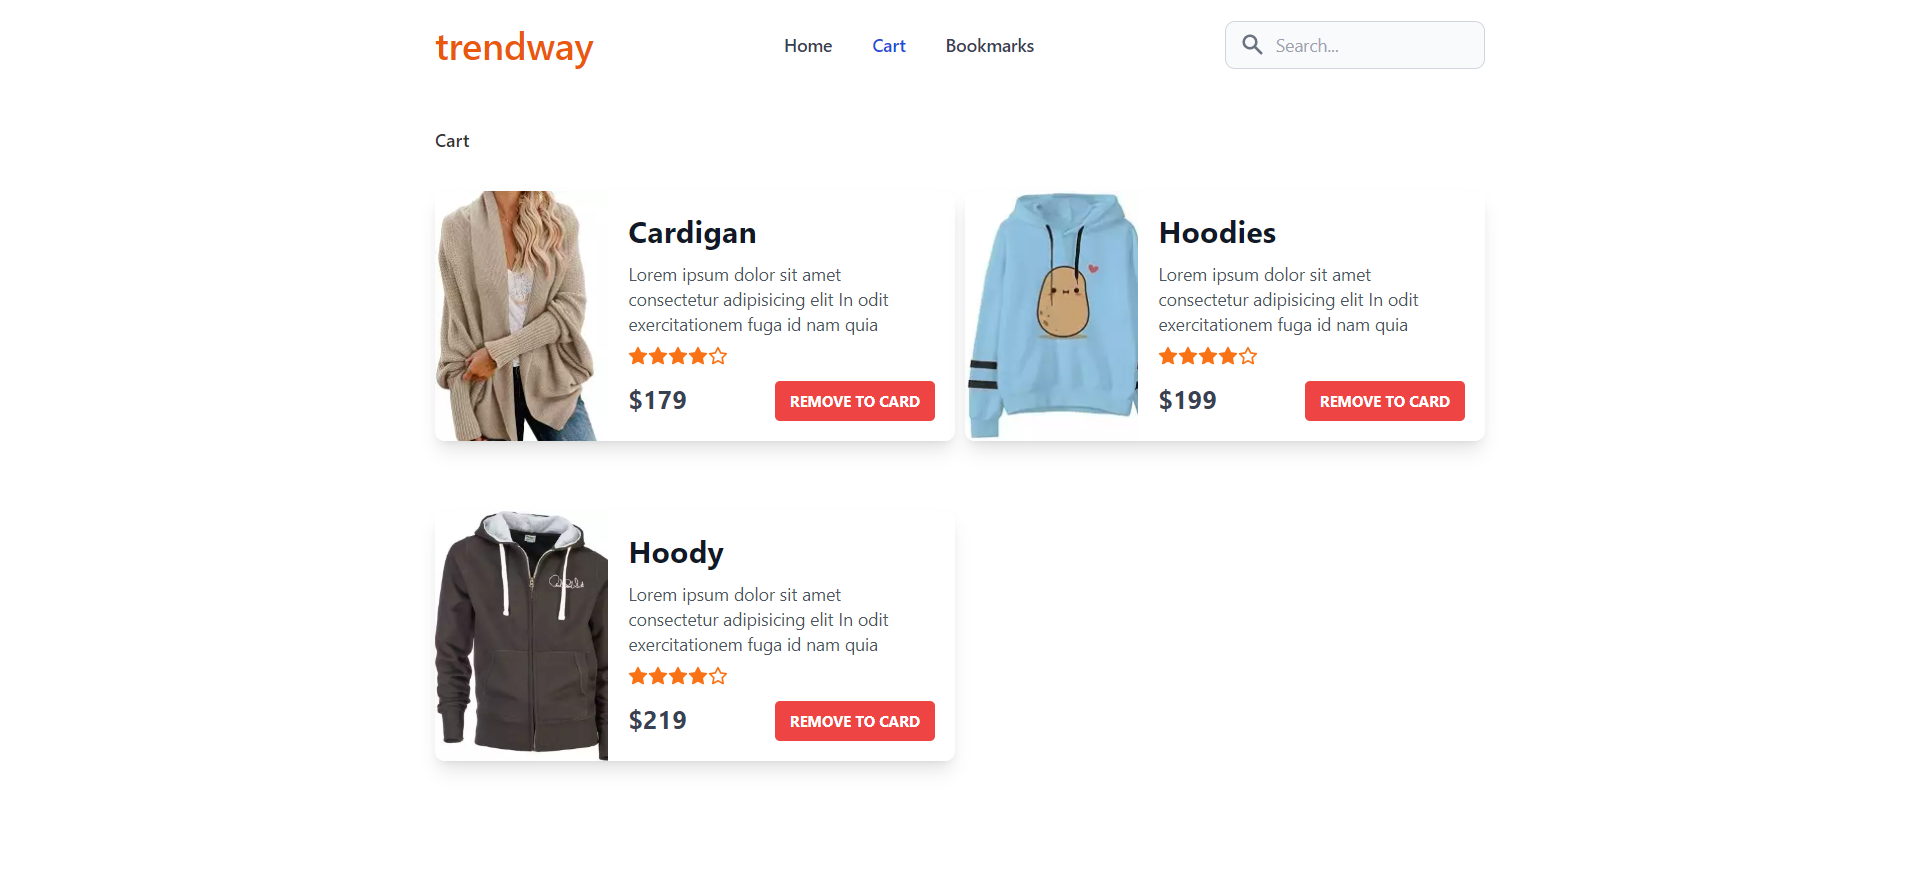 trendway
Home
Cart
Bookmarks
Search...
Cart
Cardigan
Lorem ipsum dolor sit amet
consectetur adipisicing elit In odit
exercitationem fuga id nam quia
$179
REMOVE TO CARD
Hoodies
Lorem ipsum dolor sit amet
consectetur adipisicing elit In odit
exercitationem fuga id nam quia
$199
REMOVE TO CARD
Hoody
Lorem ipsum dolor sit amet
consectetur adipisicing elit In odit
exercitationem fuga id nam quia
$219
REMOVE TO CARD